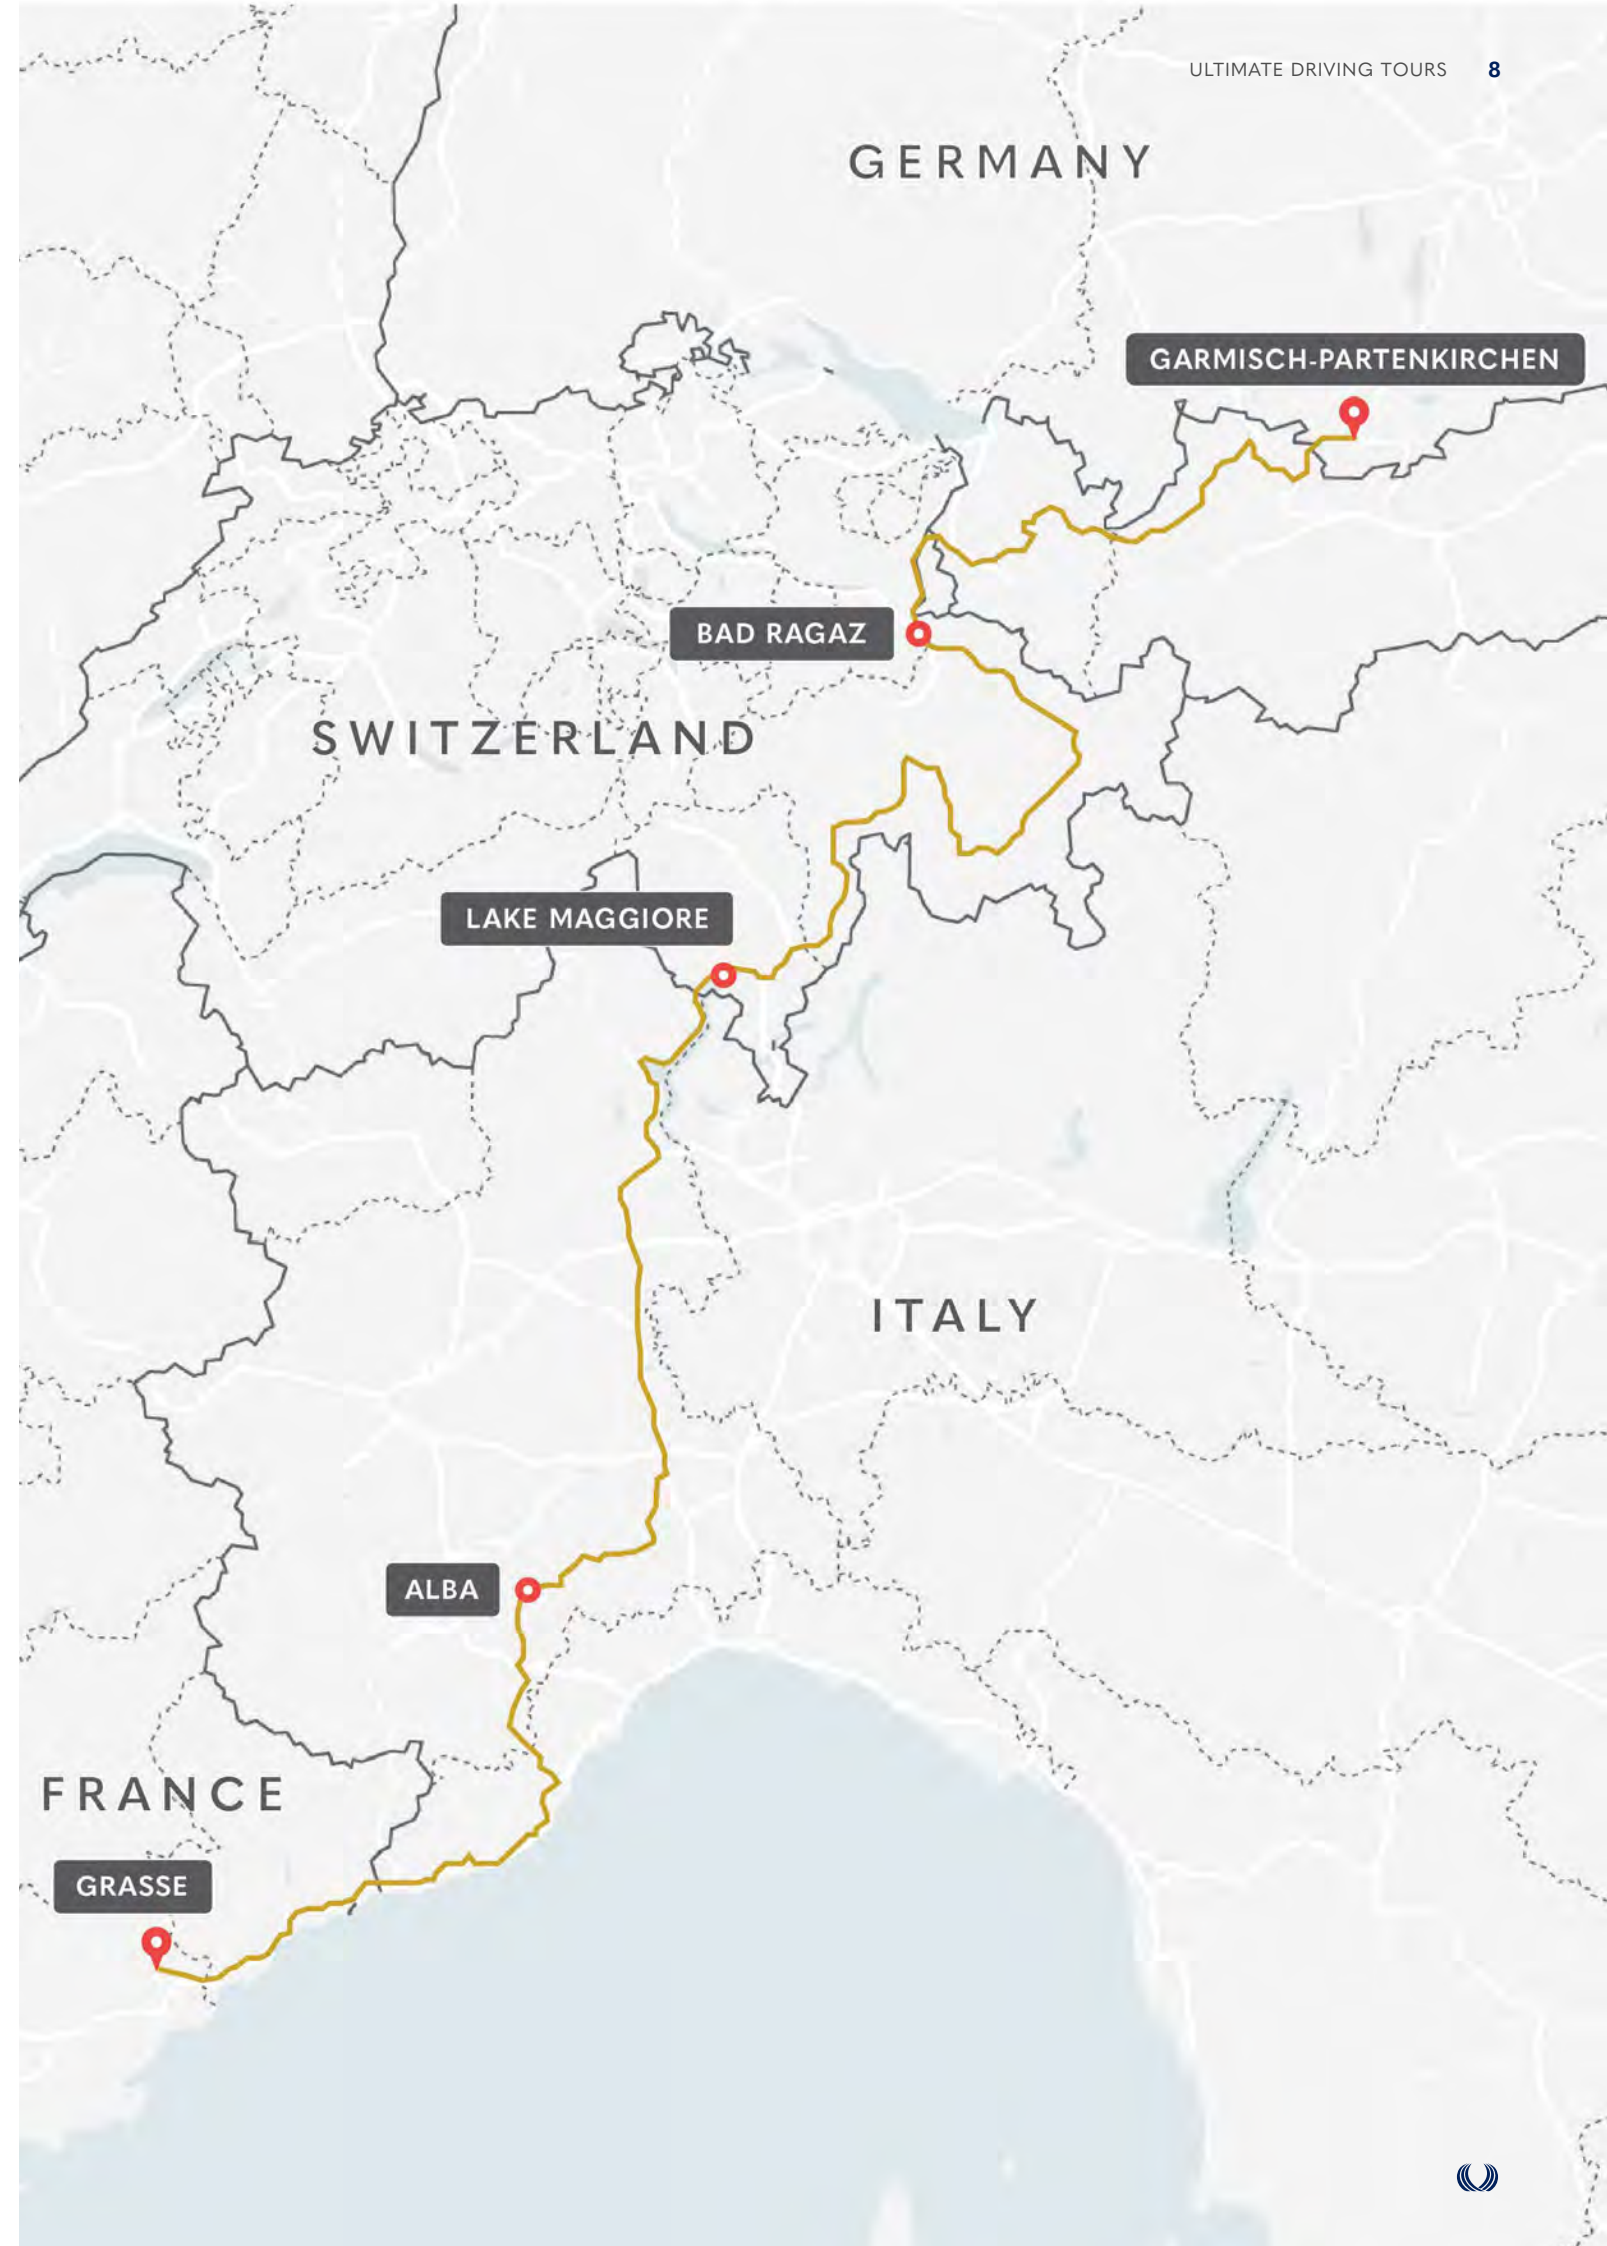 ULTIMATE DRIVING TOURS 8
GERMANY
GARMISCH-PARTENKIRCHEN
BAD RAGAZ
SWITZERLAND
LAKE MAGGIORE
ITALY
ALBA
FRANCE
GRASSE